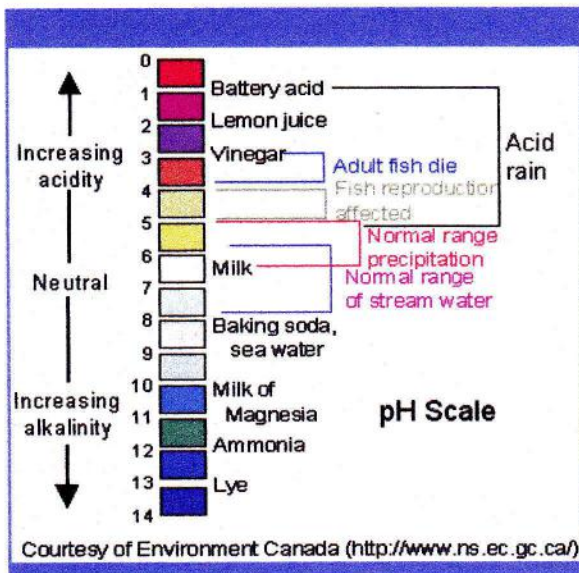 0
1
Battery acid
2
Lemon juice
Vinegar
3
Adult fish die
4
Fish reproduction
affected
5
Normal range
precipitation
6
Milk
Normal range
of stream water
7
8
Baking soda,
sea water
9
10
Milk of
Magnesia
11
Ammonia
12
13
Lye
14
Increasing
acidity
Neutral
Increasing
alkalinity
Acid
rain
pH Scale
Courtesy of Environment Canada (http://www.ns.ec.gc.ca/)